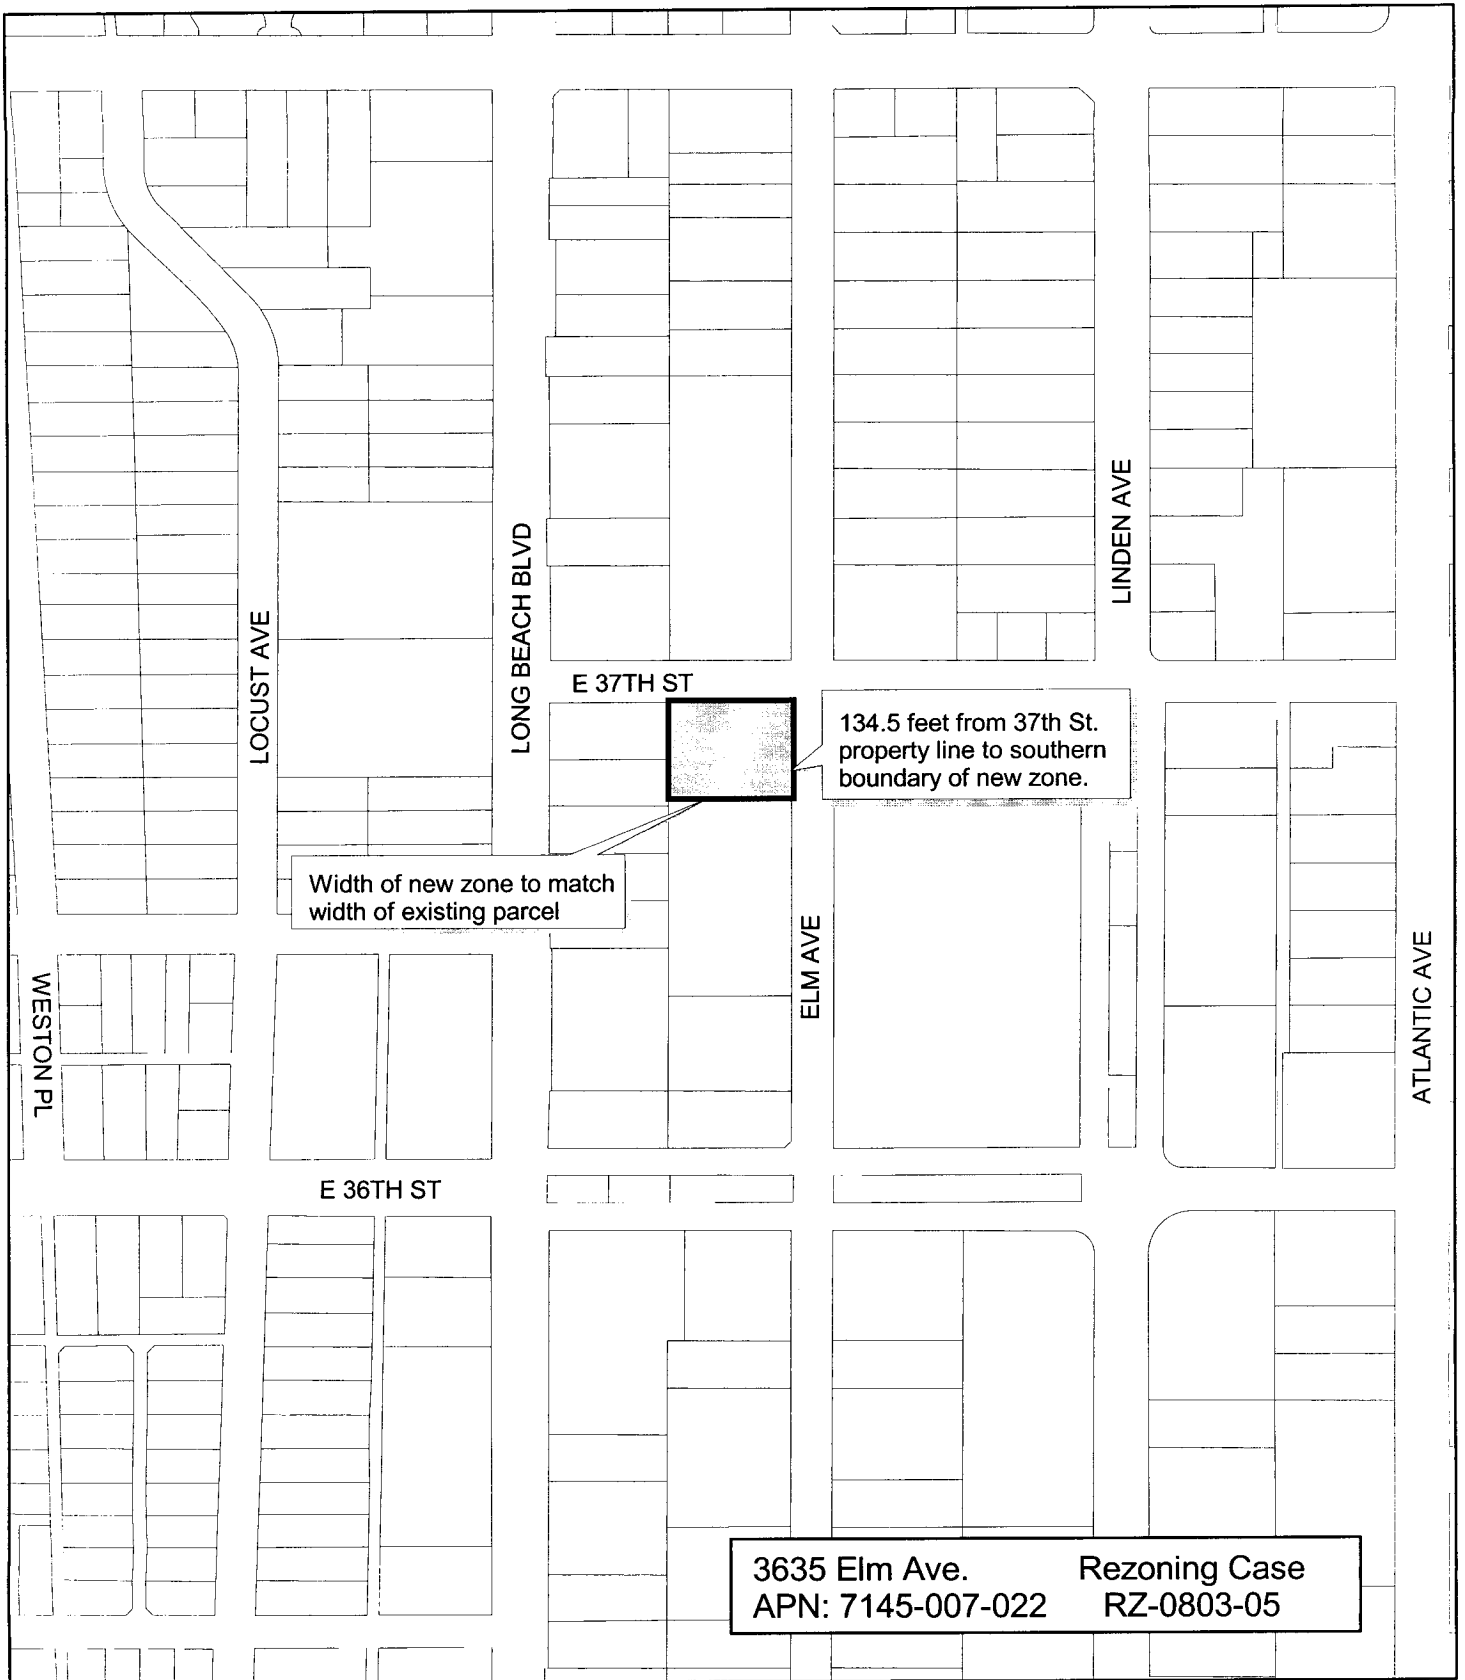 LINDEN AVE
LONG BEACH BLVD
LOCUST AVE
E 37TH ST
134.5 feet from 37th St.
property line to southern
boundary of new zone.
Width of new zone to match
width of existing parcel
ELM AVE
ATLANTIC AVE
WESTON PL
E 36TH ST
3635 Elm Ave. Rezoning Case
APN: 7145-007-022 RZ-0803-05